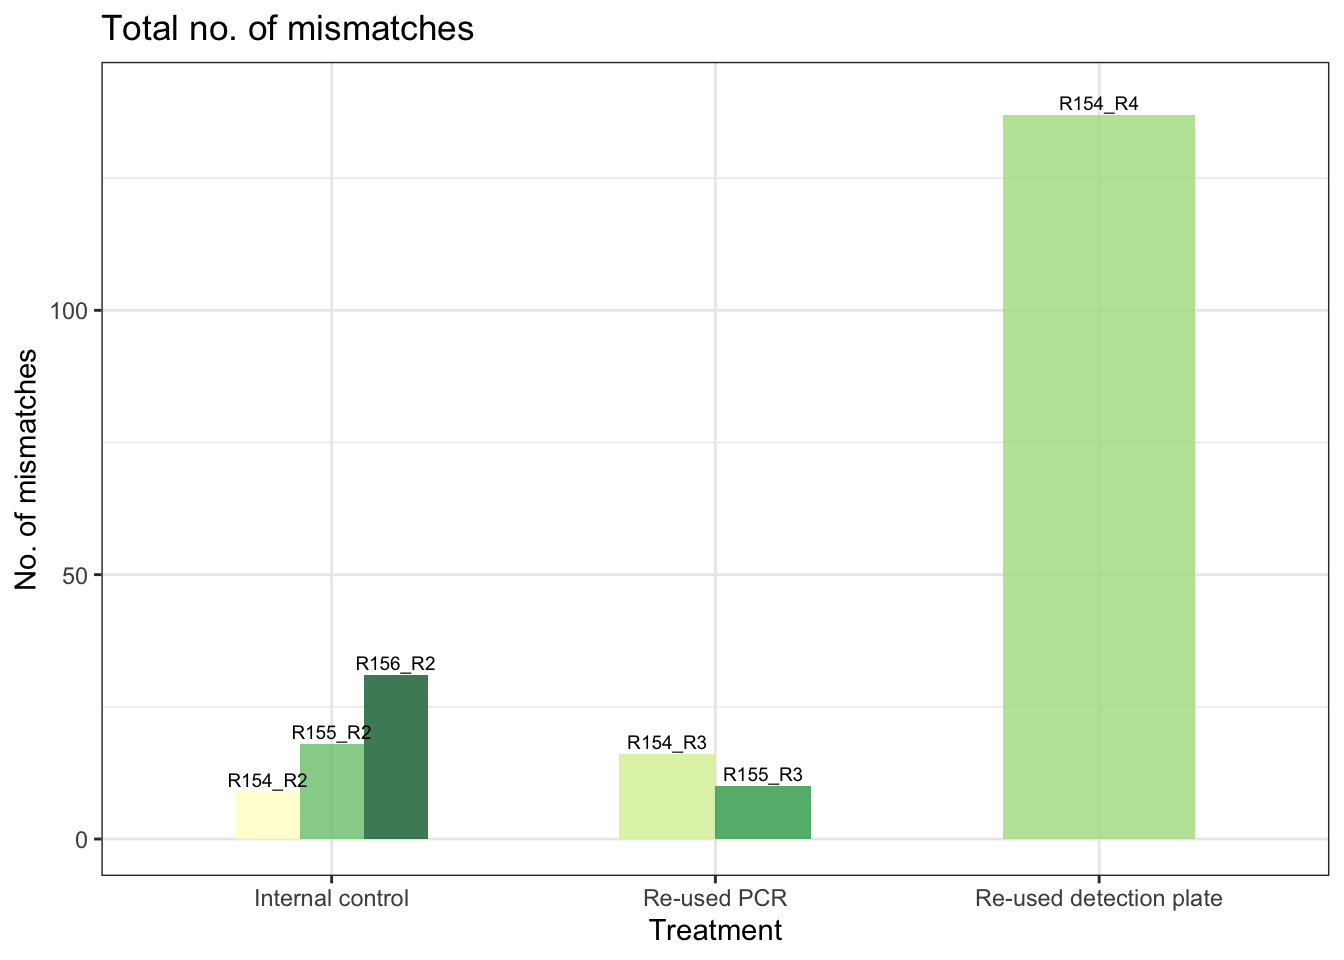 Total no. of mismatches
R154_R4
100
No. of mismatches
50
R156_R2
R155_R2
R154_R3
R155_R3
R154_R2
0
Internal control
Re-used PCR
Re-used detection plate
Treatment